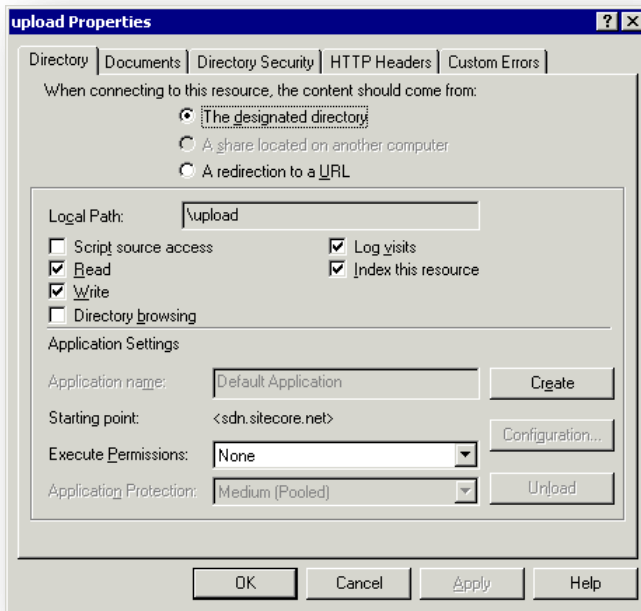 upload Properties
Directory Documents Directory Security HTTP Headers Custom Errors
When connecting to this resource, the content should come from:
The designated directory
A share located on another computer
A redirection to a URL
Local Path: \upload
Script source access Log visits
Read Index this resource
Write
Directory browsing
Application Settings
Application name: Default Application Create
Starting point: <sdn.sitecore.net>
Configuration...
Execute Permissions: None
Application Protection: Medium (Pooled) Unload
OK Cancel Apply Help